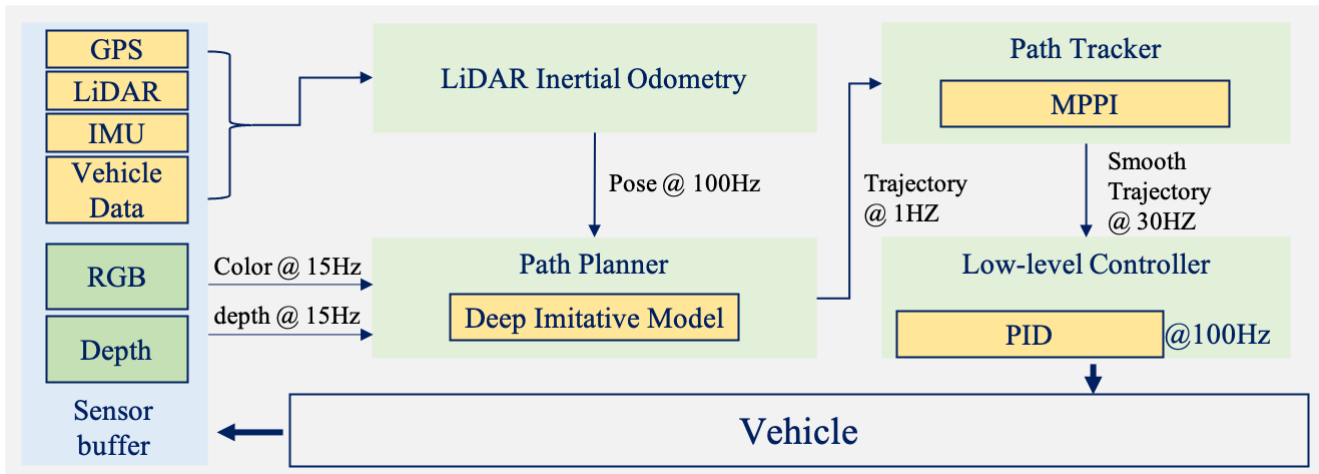 GPS
LiDAR
IMU
Vehicle
Data
RGB
Depth
Sensor
buffer
Color @ 15Hz
depth @ 15Hz
LiDAR Inertial Odometry
Pose @ 100Hz
Path Planner
Deep Imitative Model
Trajectory
@ 1HZ
Path Tracker
MPPI
Smooth
Trajectory
@ 30HZ
Low-level Controller
PID
@100Hz
Vehicle